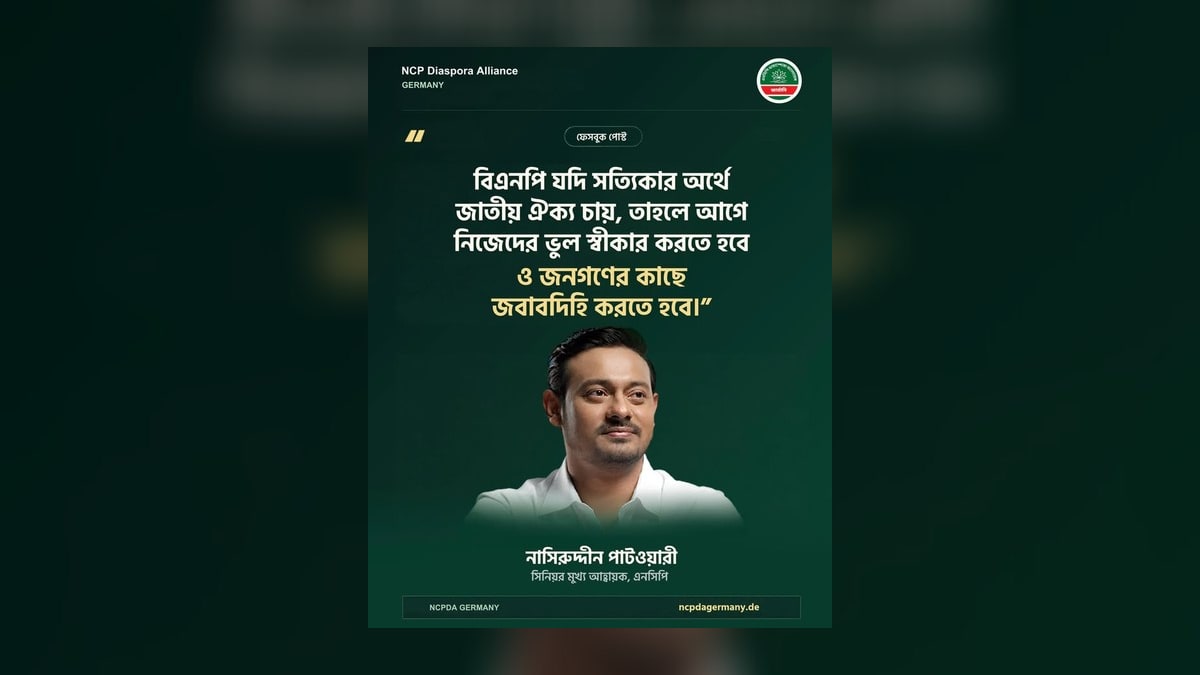 NCP Diaspora Alliance
GERMANY
ফেসবুক পোস্ট
বিএনপি যদি সত্যিকার অর্থে
জাতীয় ঐক্য চায়, তাহলে আগে
নিজেদের ভুল স্বীকার করতে হবে
ও জনগণের কাছে
জবাবদিহি করতে হবে।”
নাসিরুদ্দীন পাটওয়ারী
সিনিয়র মুখ্য আহ্বায়ক, এনসিপি
NCPDA GERMANY
ncpdagermany.de